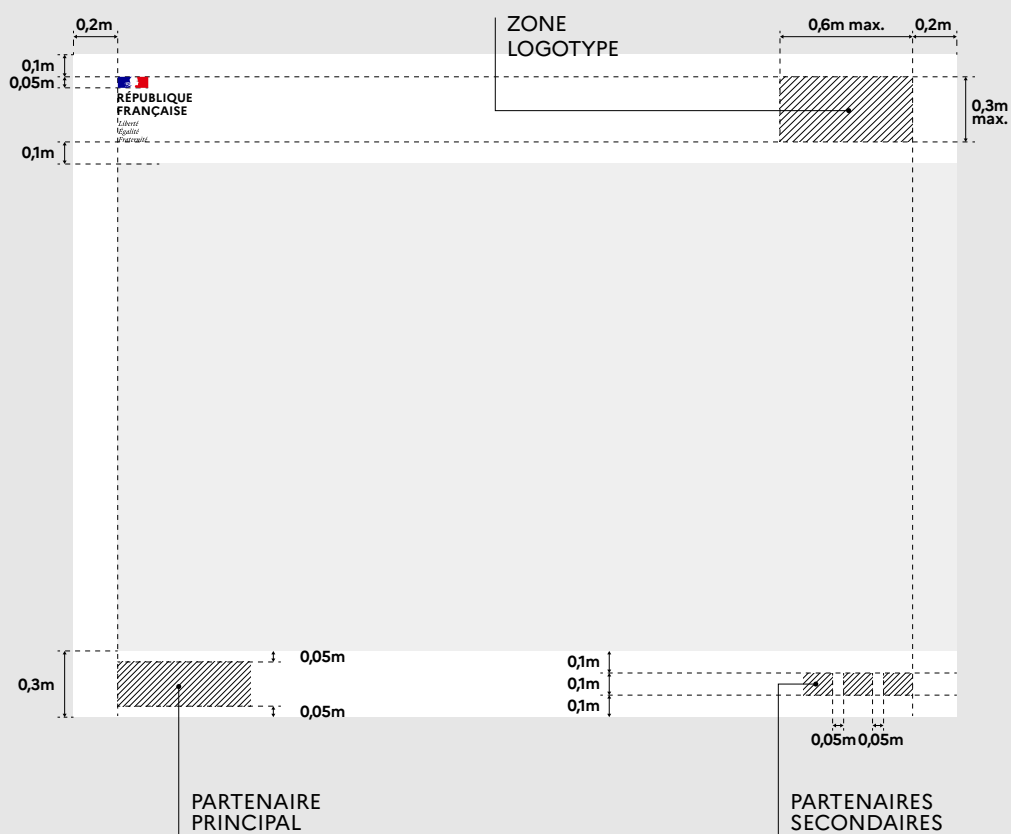 0,2m
ZONE
LOGOTYPE
0,6m max.
0,2m
0,1m
0,05m
RÉPUBLIQUE
FRANÇAISE
Liberté
Égalité
Fraternité
0,3m
max.
0,1m
0,3m
0,05m
0,05m
0,1m
0,1m
0,1m
0,05m
0,05m
PARTENAIRE
PRINCIPAL
PARTENAIRES
SECONDAIRES